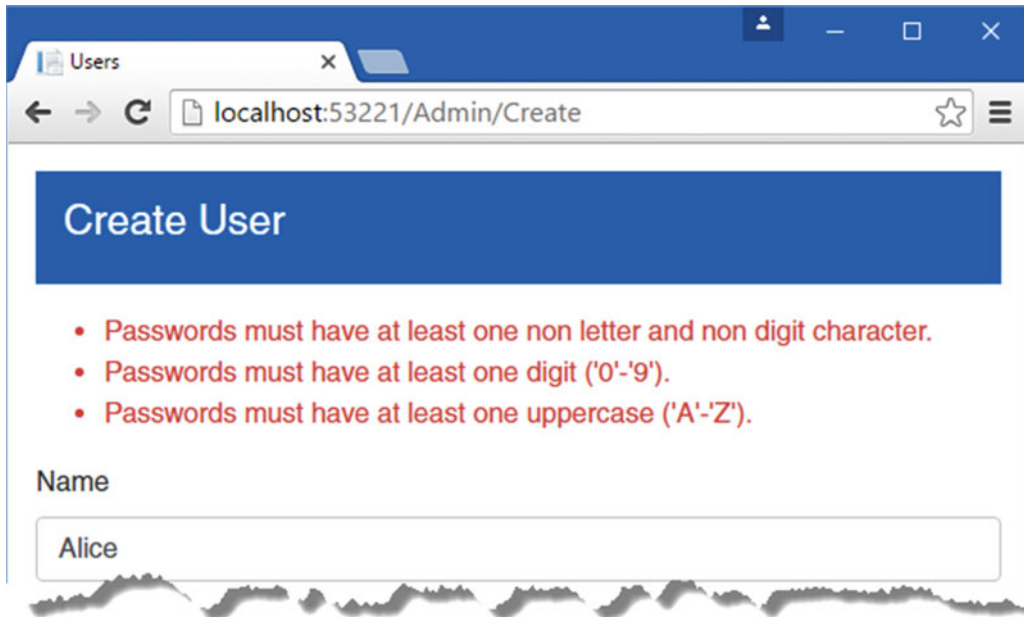 Users
localhost:53221/Admin/Create
Create User
• Passwords must have at least one non letter and non digit character.
• Passwords must have at least one digit ('0'-'9').
• Passwords must have at least one uppercase ('A'-'Z').
Name
Alice